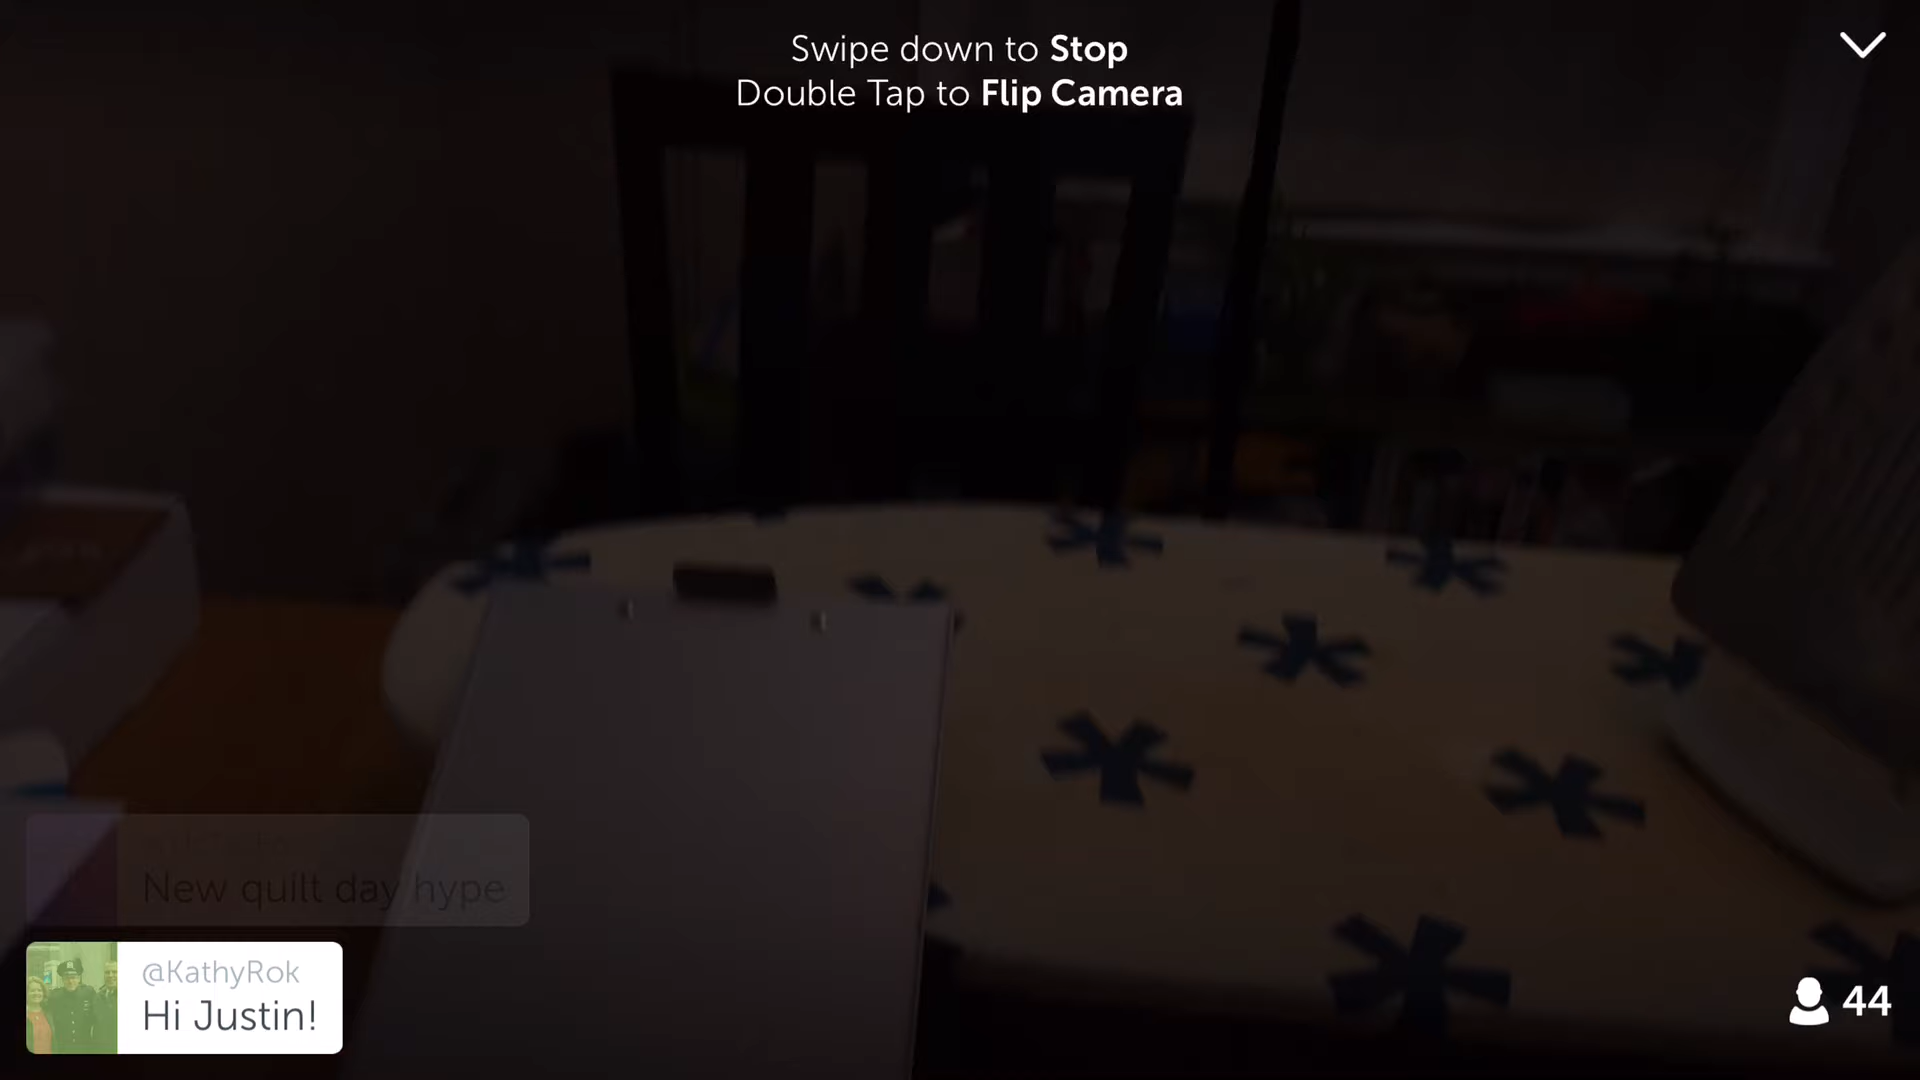 Swipe down to Stop
Double Tap to Flip Camera
New quilt day hype
@KathyRok
Hi Justin!
44